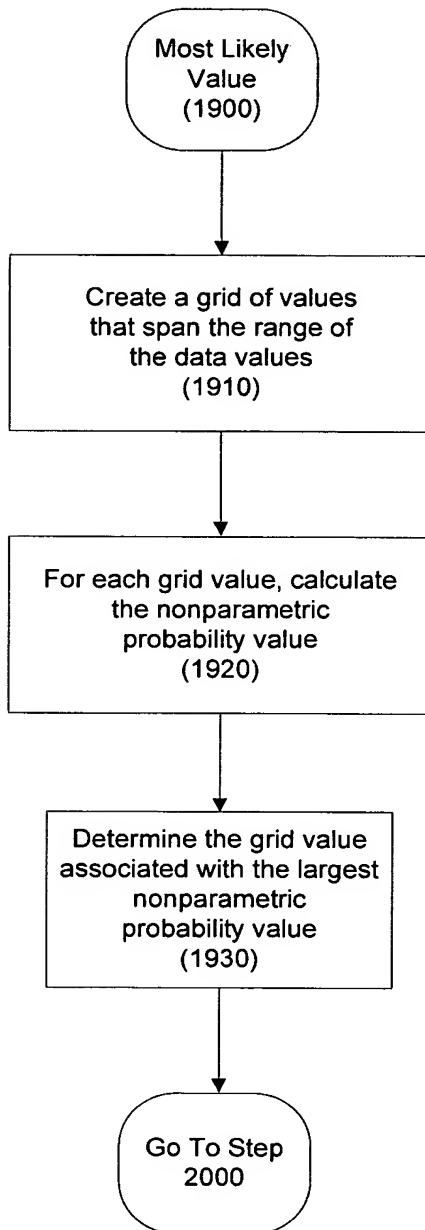 Most Likely
Value
(1900)
Create a grid of values
that span the range of
the data values
(1910)
For each grid value, calculate
the nonparametric
probability value
(1920)
Determine the grid value
associated with the largest
nonparametric
probability value
(1930)
Go To Step
2000